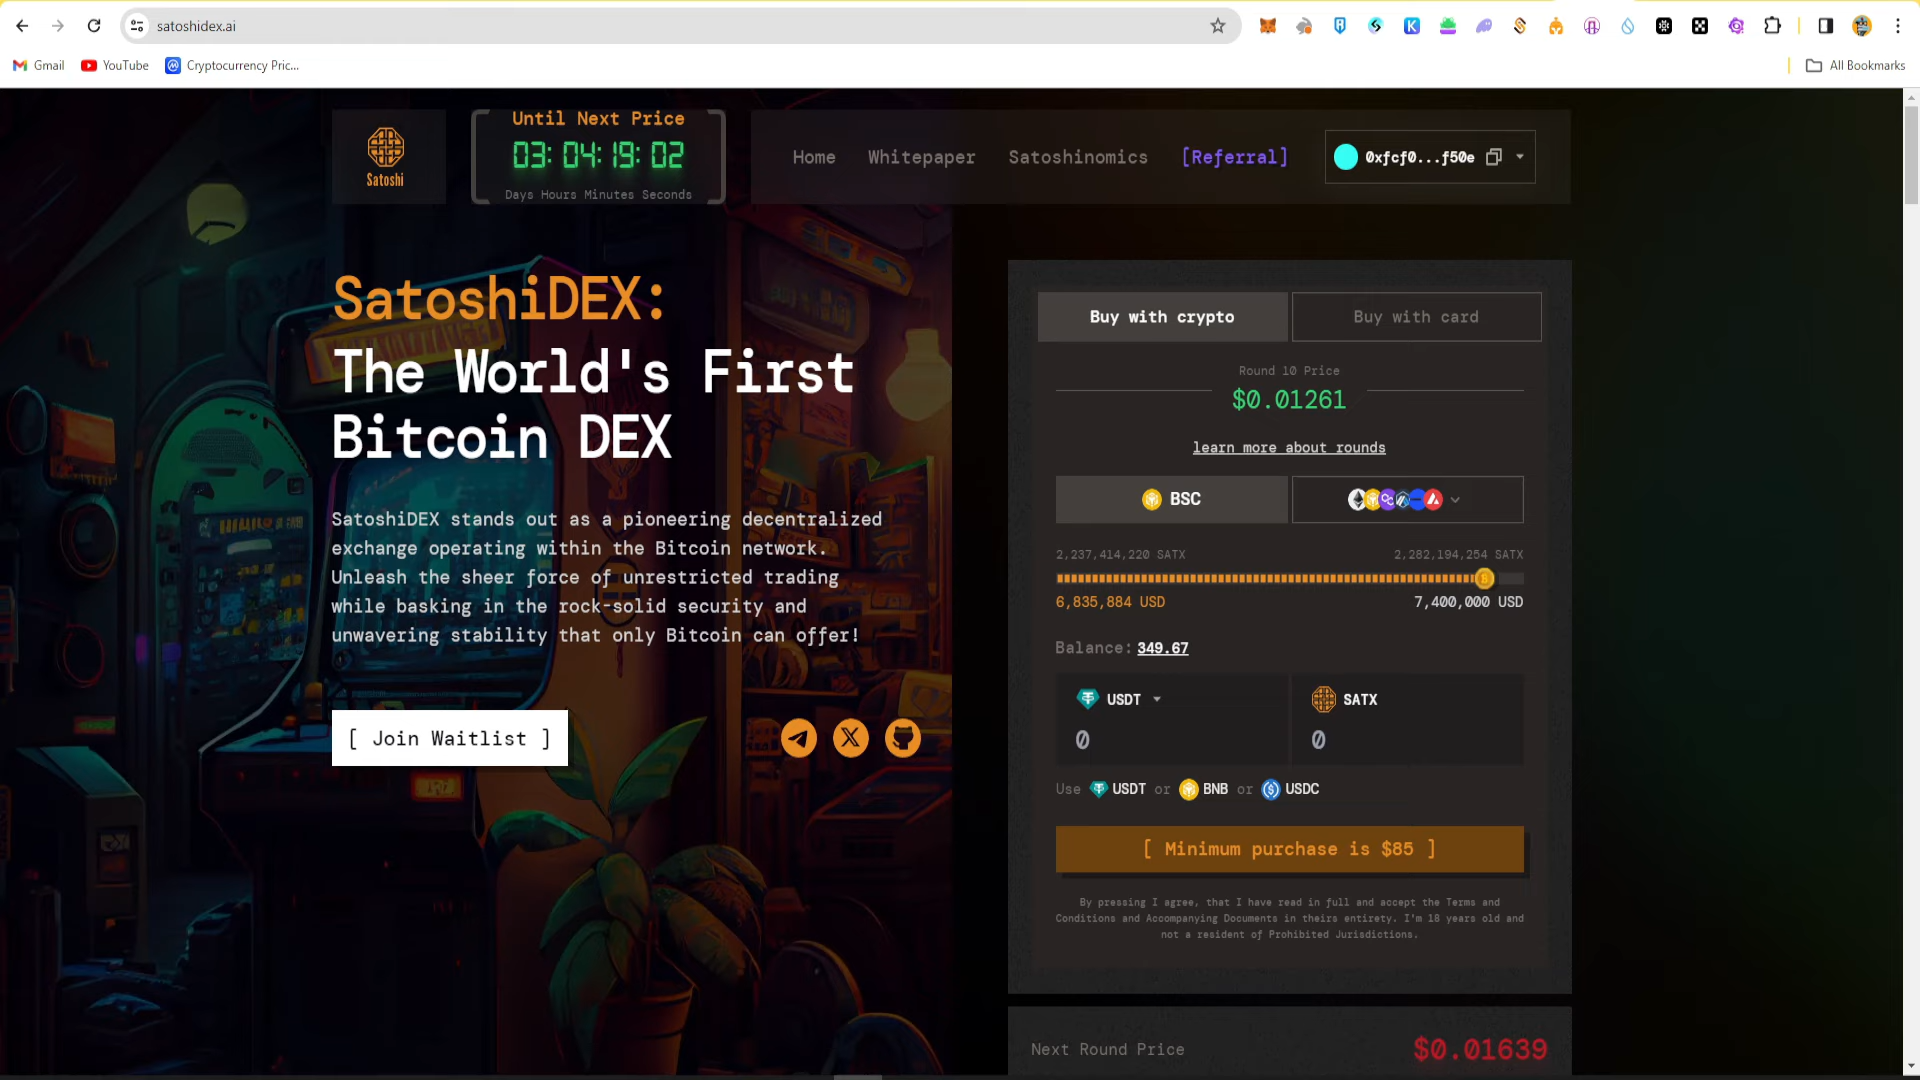 satoshidex.ai
Gmail
YouTube
Cryptocurrency Pric...
All Bookmarks
Satoshi
Until Next Price
03: 04: 19: 02
Days Hours Minutes Seconds
Home
Whitepaper
Satoshinomics
[Referral]
0xfcf0...f50e
SatoshiDEX:
The World's First
Bitcoin DEX
SatoshiDEX stands out as a pioneering decentralized
exchange operating within the Bitcoin network.
Unleash the sheer force of unrestricted trading
while basking in the rock-solid security and
unwavering stability that only Bitcoin can offer!
[ Join Waitlist ]
Buy with crypto
Buy with card
Round 10 Price
$0.01261
learn more about rounds
BSC
2,237,414,220 SATX
2,282,194,254 SATX
6,835,884 USD
7,400,000 USD
Balance: 349.67
USDT
SATX
0
0
Use USDT or BNB or USDC
[ Minimum purchase is $85 ]
By pressing I agree, that I have read in full and accept the Terms and
Conditions and Accompanying Documents in theirs entirety. I'm 18 years old and
not a resident of Prohibited Jurisdictions.
Next Round Price
$0.01639